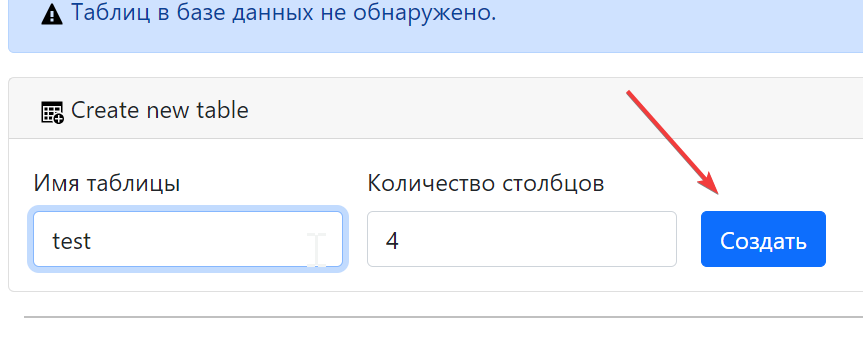 Таблиц в базе данных не обнаружено.
Create new table
Имя таблицы
Количество столбцов
test
4
Создать